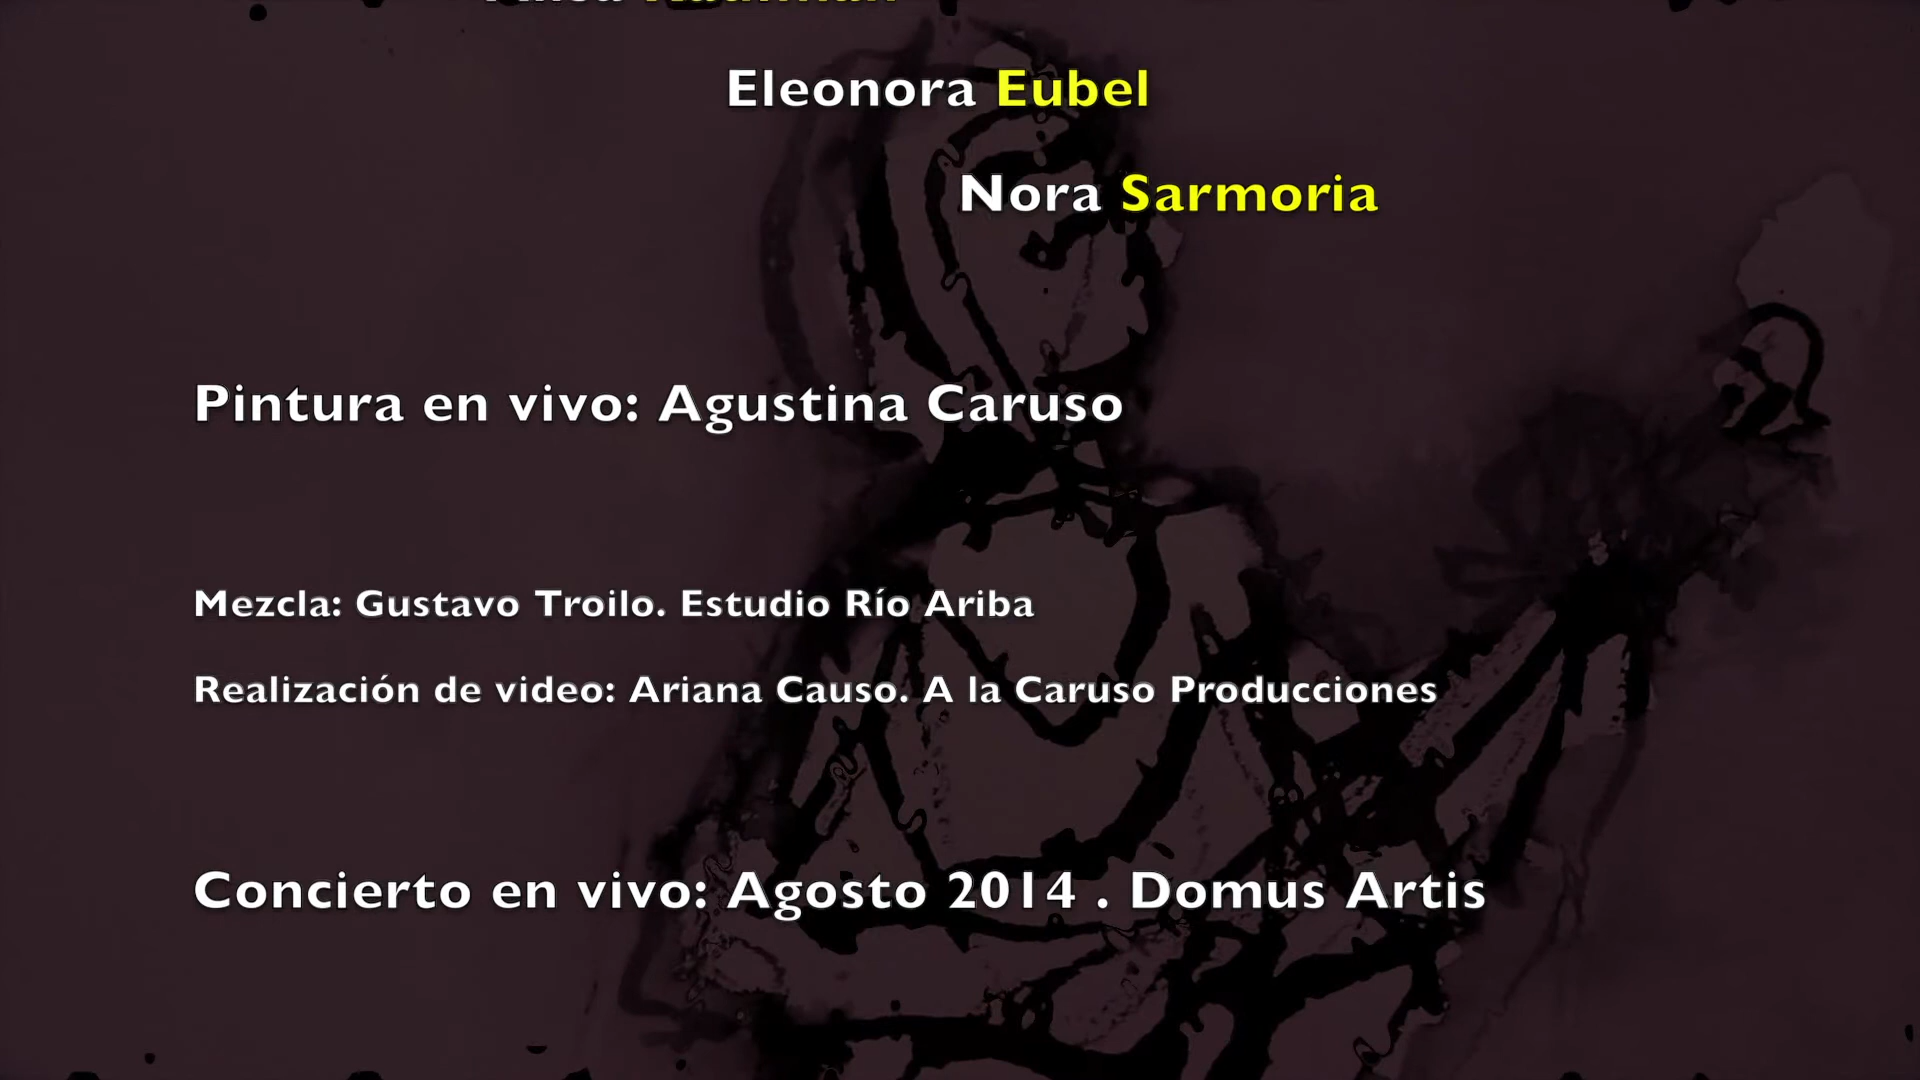 Eleonora Eubel
Nora Sarmoria
Pintura en vivo: Agustina Caruso
Mezcla: Gustavo Troilo. Estudio Río Ariba
Realización de video: Ariana Causo. A la Caruso Producciones
Concierto en vivo: Agosto 2014 . Domus Artis